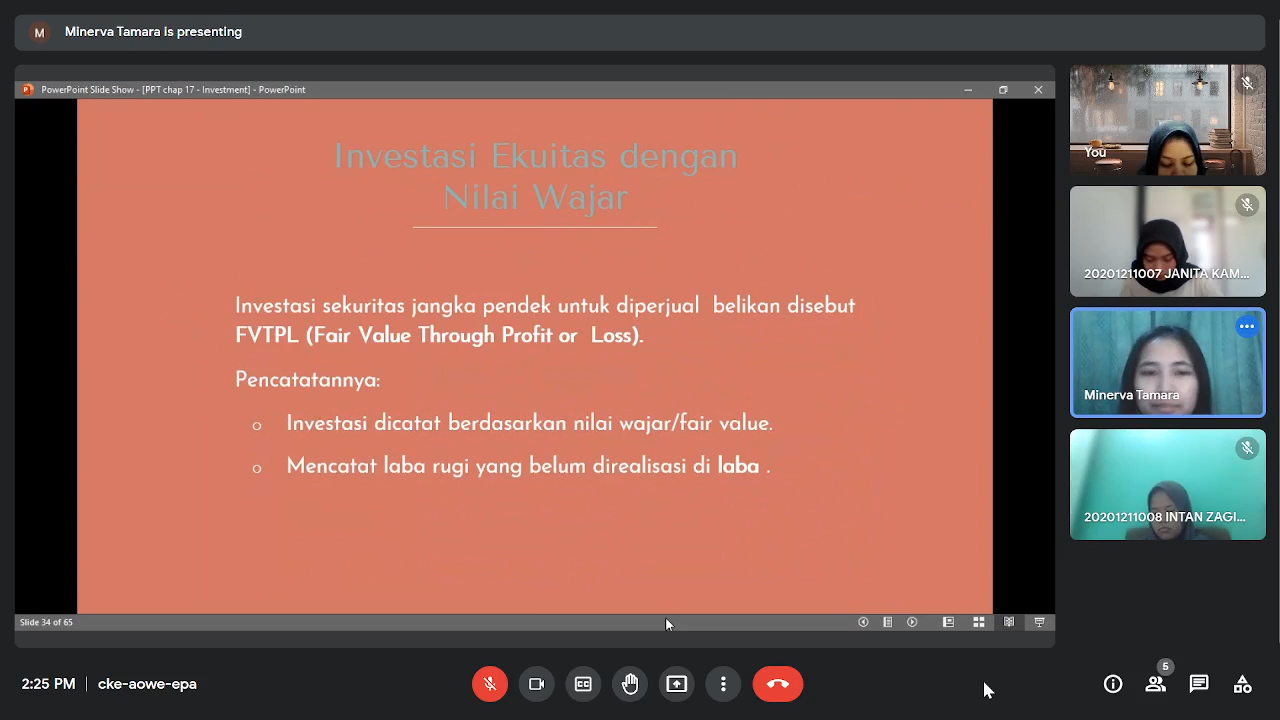 M
Minerva Tamara is presenting
PowerPoint Slide Show - [PPT chap 17 - Investment] - PowerPoint
Investasi Ekuitas dengan
Nilai Wajar
Investasi sekuritas jangka pendek untuk diperjual belikan disebut
FVTPL (Fair Value Through Profit or Loss).
Pencatatannya:
o Investasi dicatat berdasarkan nilai wajar/fair value.
o Mencatat laba rugi yang belum direalisasi di laba .
Slide 34 of 65
You
20201211007 JANITA KAM...
Minerva Tamara
20201211008 INTAN ZAGI...
2:25 PM | cke-aowe-epa
5